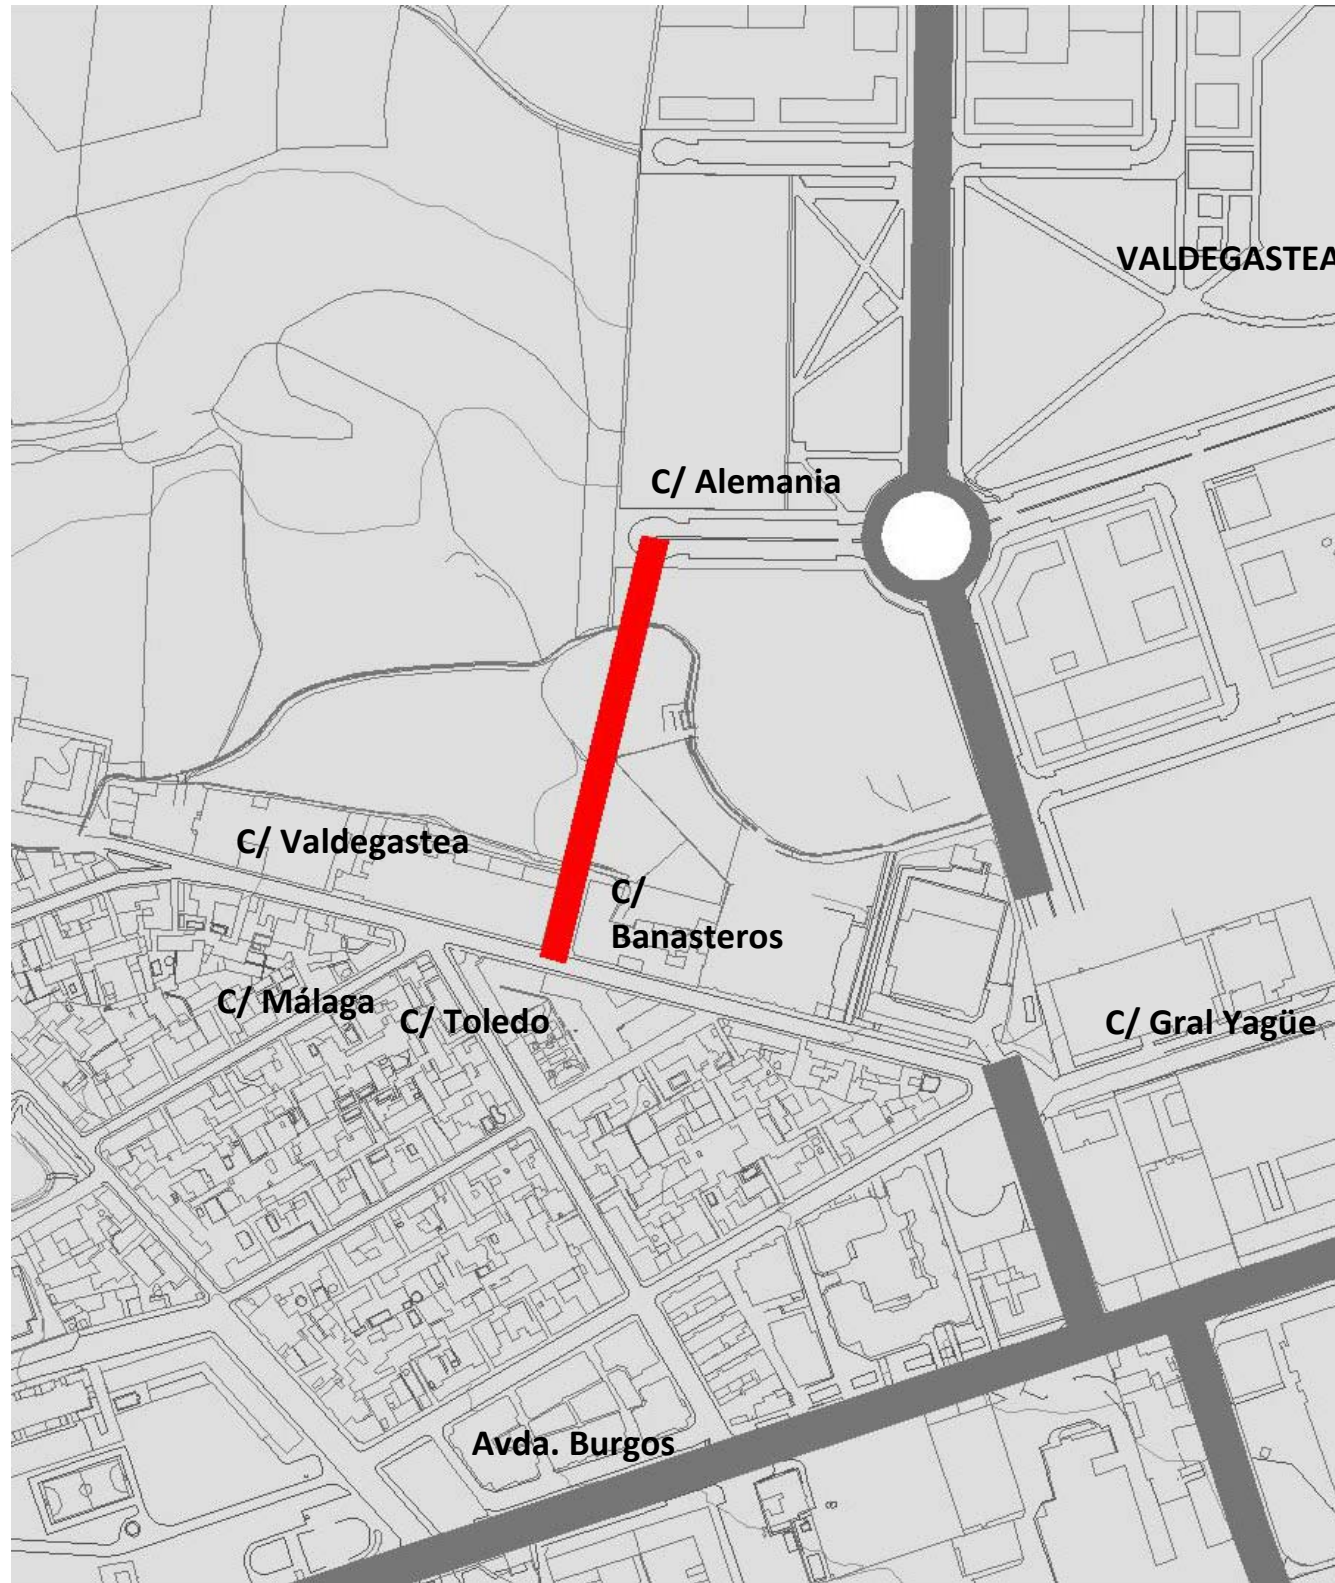 VALDEGASTEA
C/ Alemania
C/ Valdegastea
C/
Banasteros
C/ Málaga
C/ Toledo
C/ Gral Yagüe
Avda. Burgos